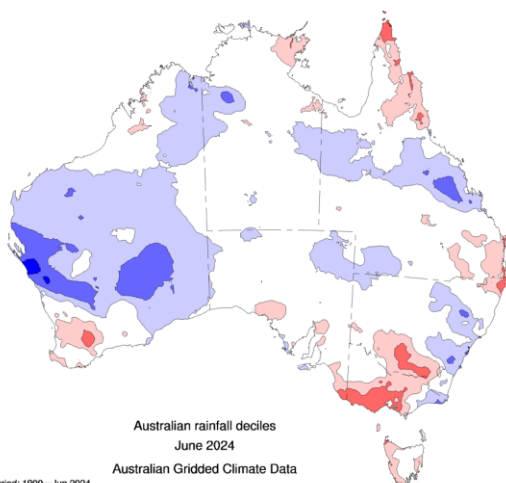 Australian rainfall deciles
June 2024
Australian Gridded Climate Data